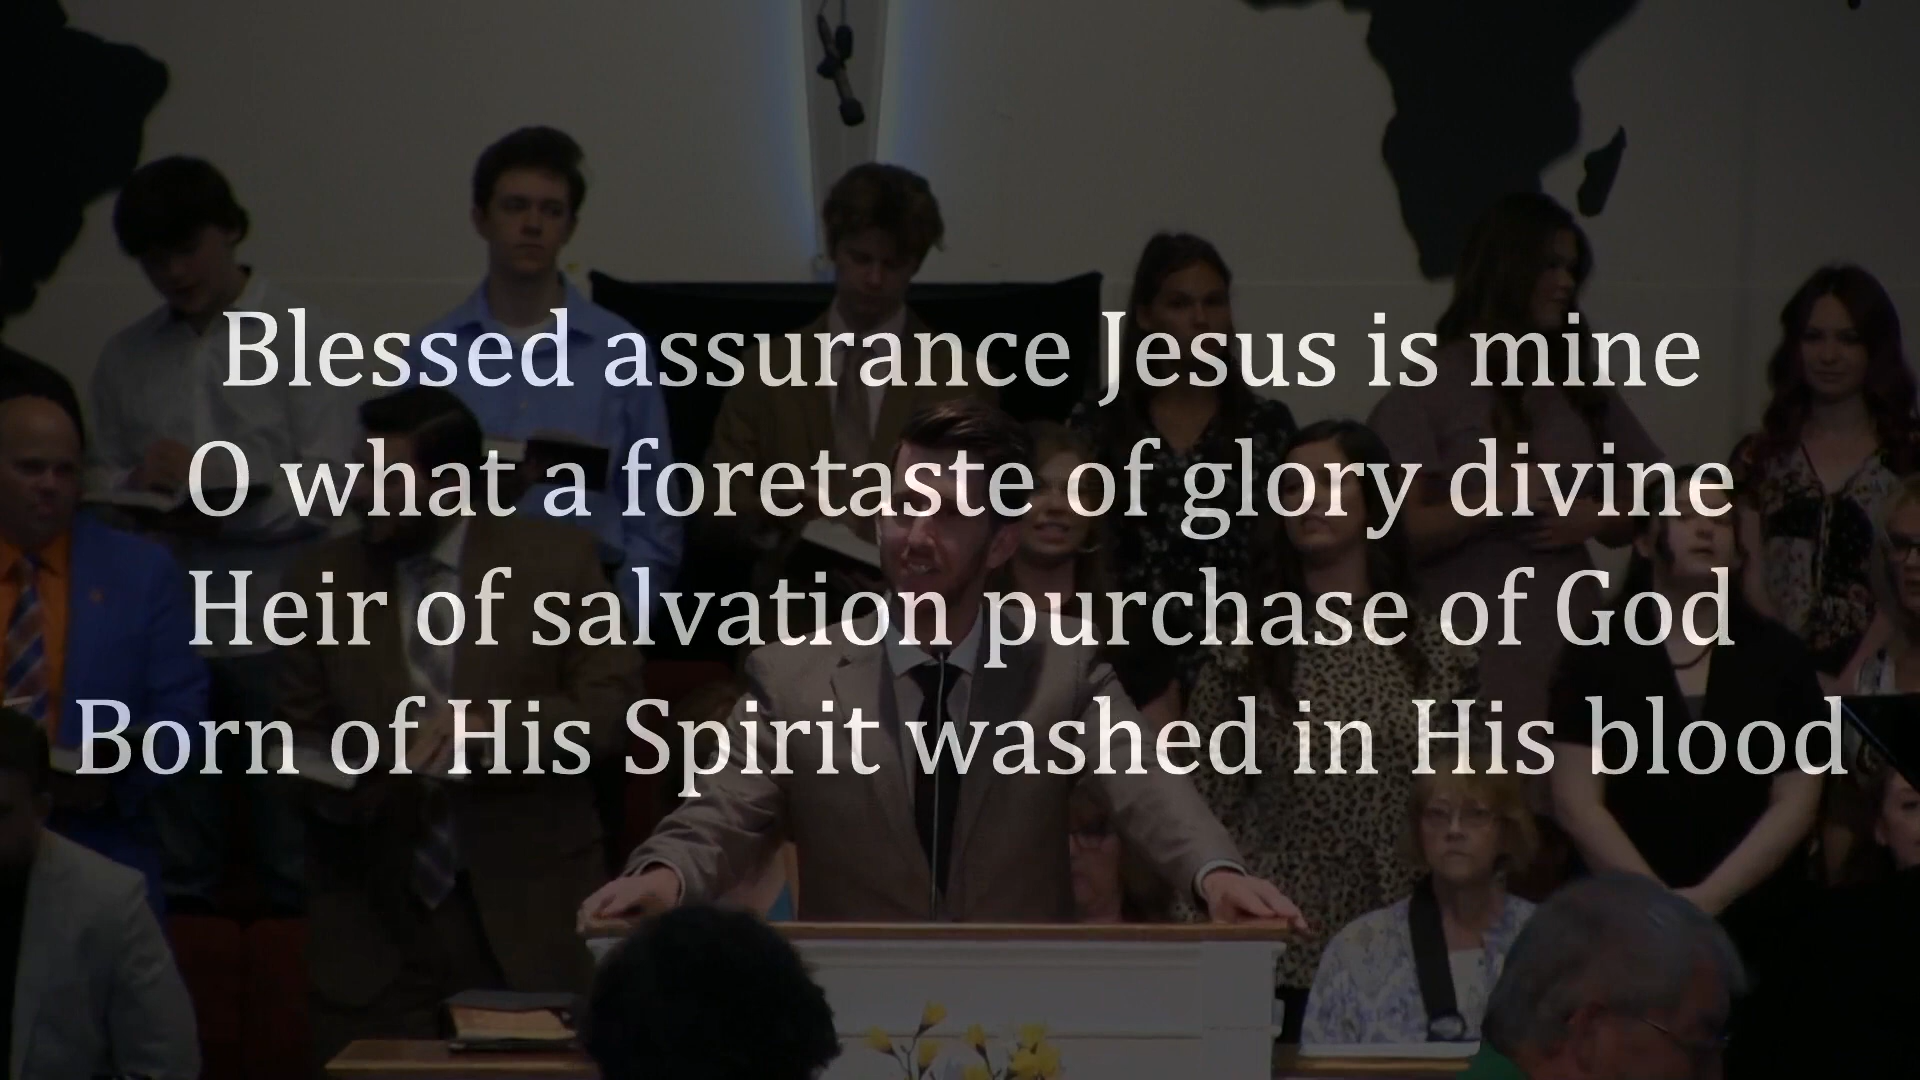 Blessed assurance Jesus is mine
O what a foretaste of glory divine
Heir of salvation purchase of God
Born of His Spirit washed in His blood